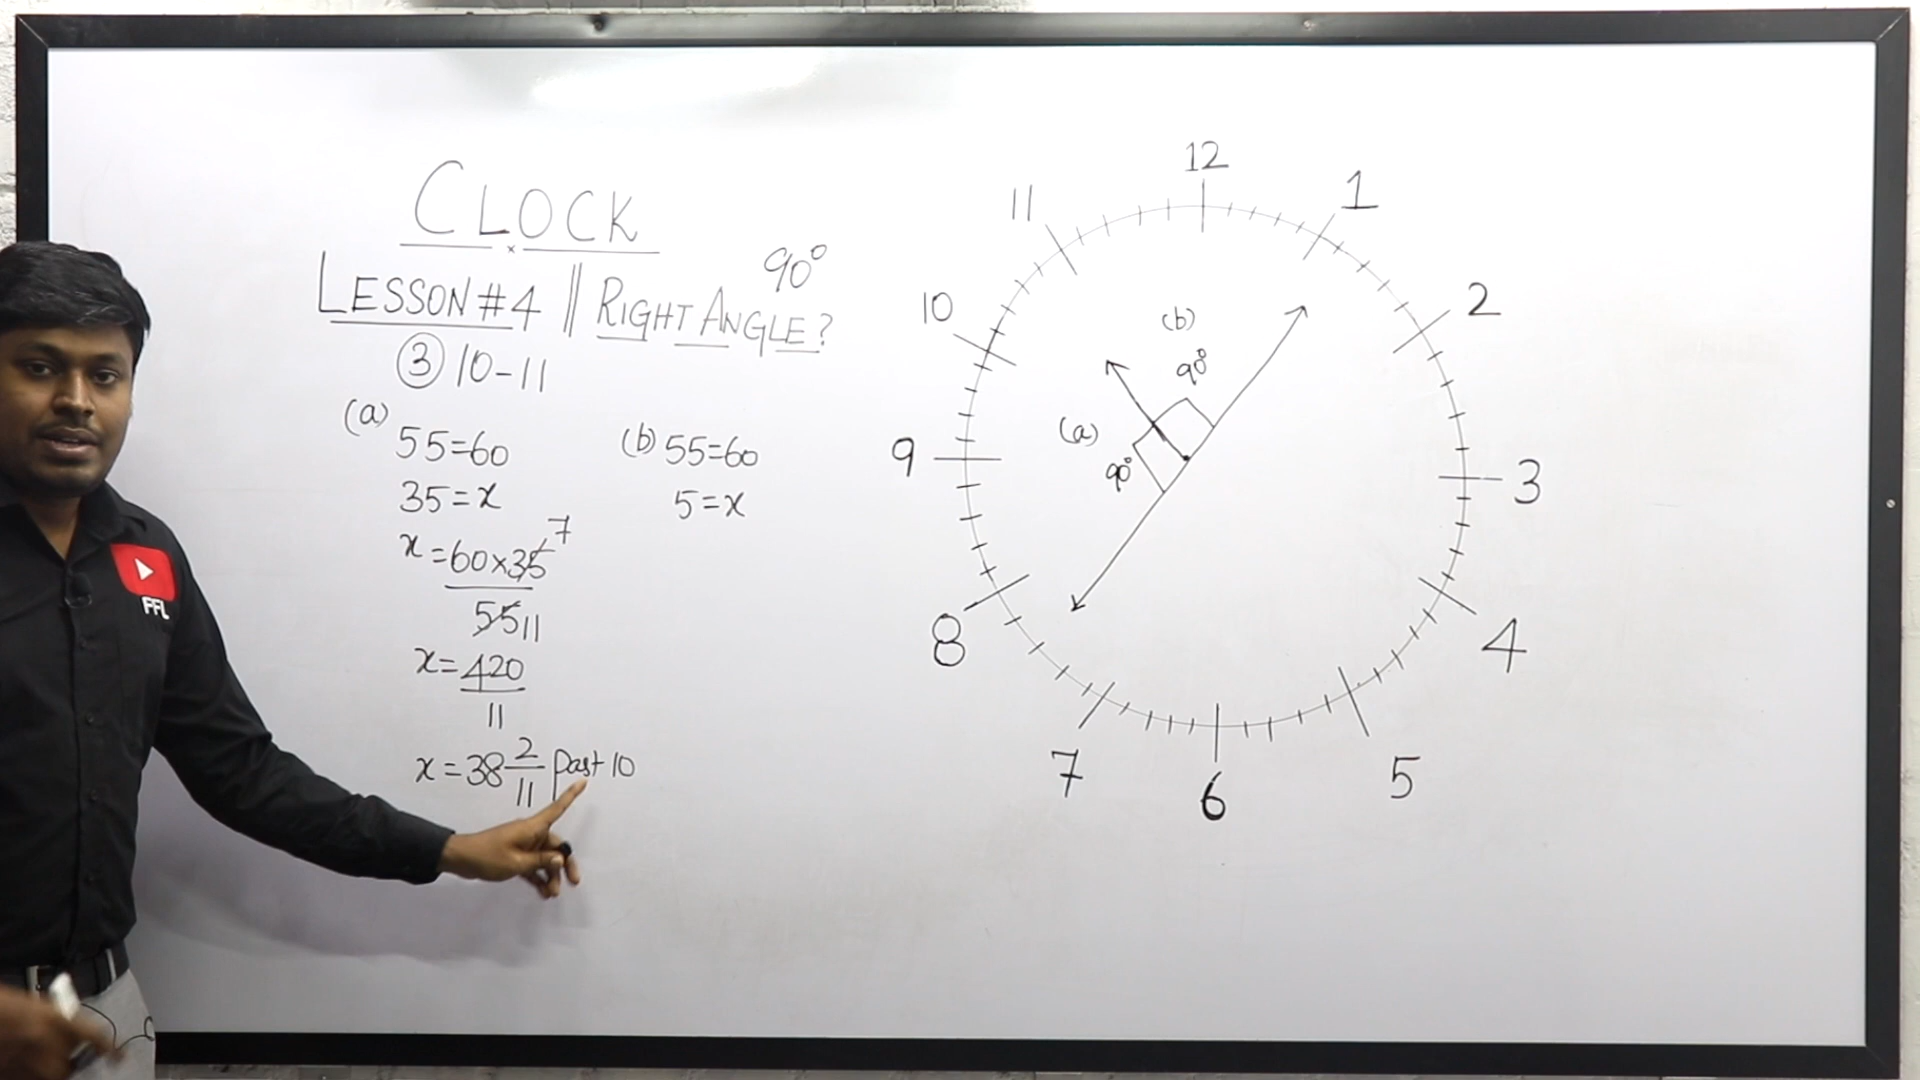 CLOCK
LESSON #4 || RIGHT ANGLE? 90°
③ 10-11
(a)
55=60
35=x
x=60×35 7
55 11
x=420
11
x=38 2/11 past 10
(b) 55=60
5=x
12
11
1
10
2
(b)
90°
(a)
90°
9
3
8
4
7
5
6
FFL